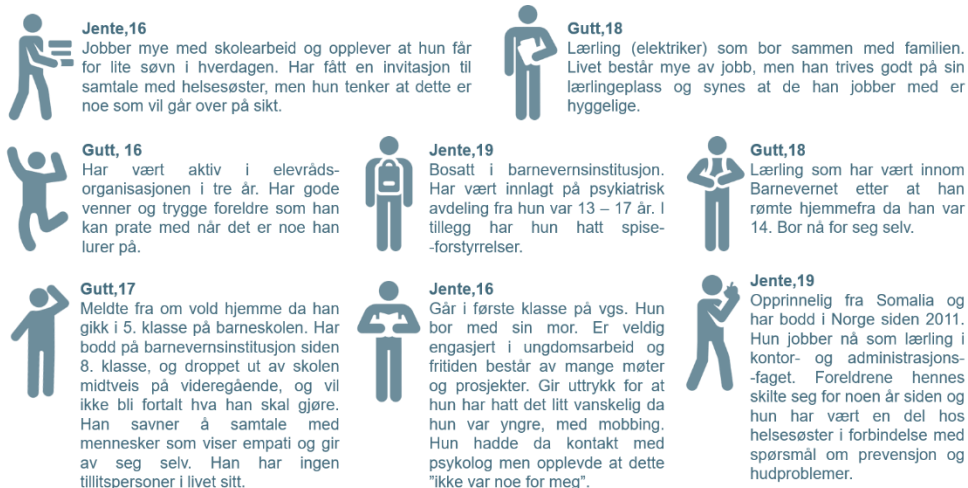 Jente,16
Jobber mye med skolearbeid og opplever at hun får
for lite søvn i hverdagen. Har fått en invitasjon til
samtale med helsesøster, men hun tenker at dette er
noe som vil går over på sikt.
Gutt,18
Lærling (elektriker) som bor sammen med familien.
Livet består mye av jobb, men han trives godt på sin
lærlingeplass og synes at de han jobber med er
hyggelige.
Gutt, 16
Har vært aktiv i elevråds-
organisasjonen i tre år. Har gode
venner og trygge foreldre som han
kan prate med når det er noe han
lurer på.
Jente,19
Bosatt i barnevernsinstitusjon.
Har vært innlagt på psykiatrisk
avdeling fra hun var 13 – 17 år. I
tillegg har hun hatt spise-
-forstyrrelser.
Gutt,18
Lærling som har vært innom
Barnevernet etter at han
rømte hjemmefra da han var
14. Bor nå for seg selv.
Gutt,17
Meldte fra om vold hjemme da han
gikk i 5. klasse på barneskolen. Har
bodd på barnevernsinstitusjon siden
8. klasse, og droppet ut av skolen
midtveis på videregående, og vil
ikke bli fortalt hva han skal gjøre.
Han savner å samtale med
mennesker som viser empati og gir
av seg selv. Han har ingen
tillitspersoner i livet sitt.
Jente,16
Går i første klasse på vgs. Hun
bor med sin mor. Er veldig
engasjert i ungdomsarbeid og
fritiden består av mange møter
og prosjekter. Gir uttrykk for at
hun har hatt det litt vanskelig da
hun var yngre, med mobbing.
Hun hadde da kontakt med
psykolog men opplevde at dette
"ikke var noe for meg".
Jente,19
Opprinnelig fra Somalia og
har bodd i Norge siden 2011.
Hun jobber nå som lærling i
kontor- og administrasjons-
-faget. Foreldrene hennes
skilte seg for noen år siden og
hun har vært en del hos
helsesøster i forbindelse med
spørsmål om prevensjon og
hudproblemer.